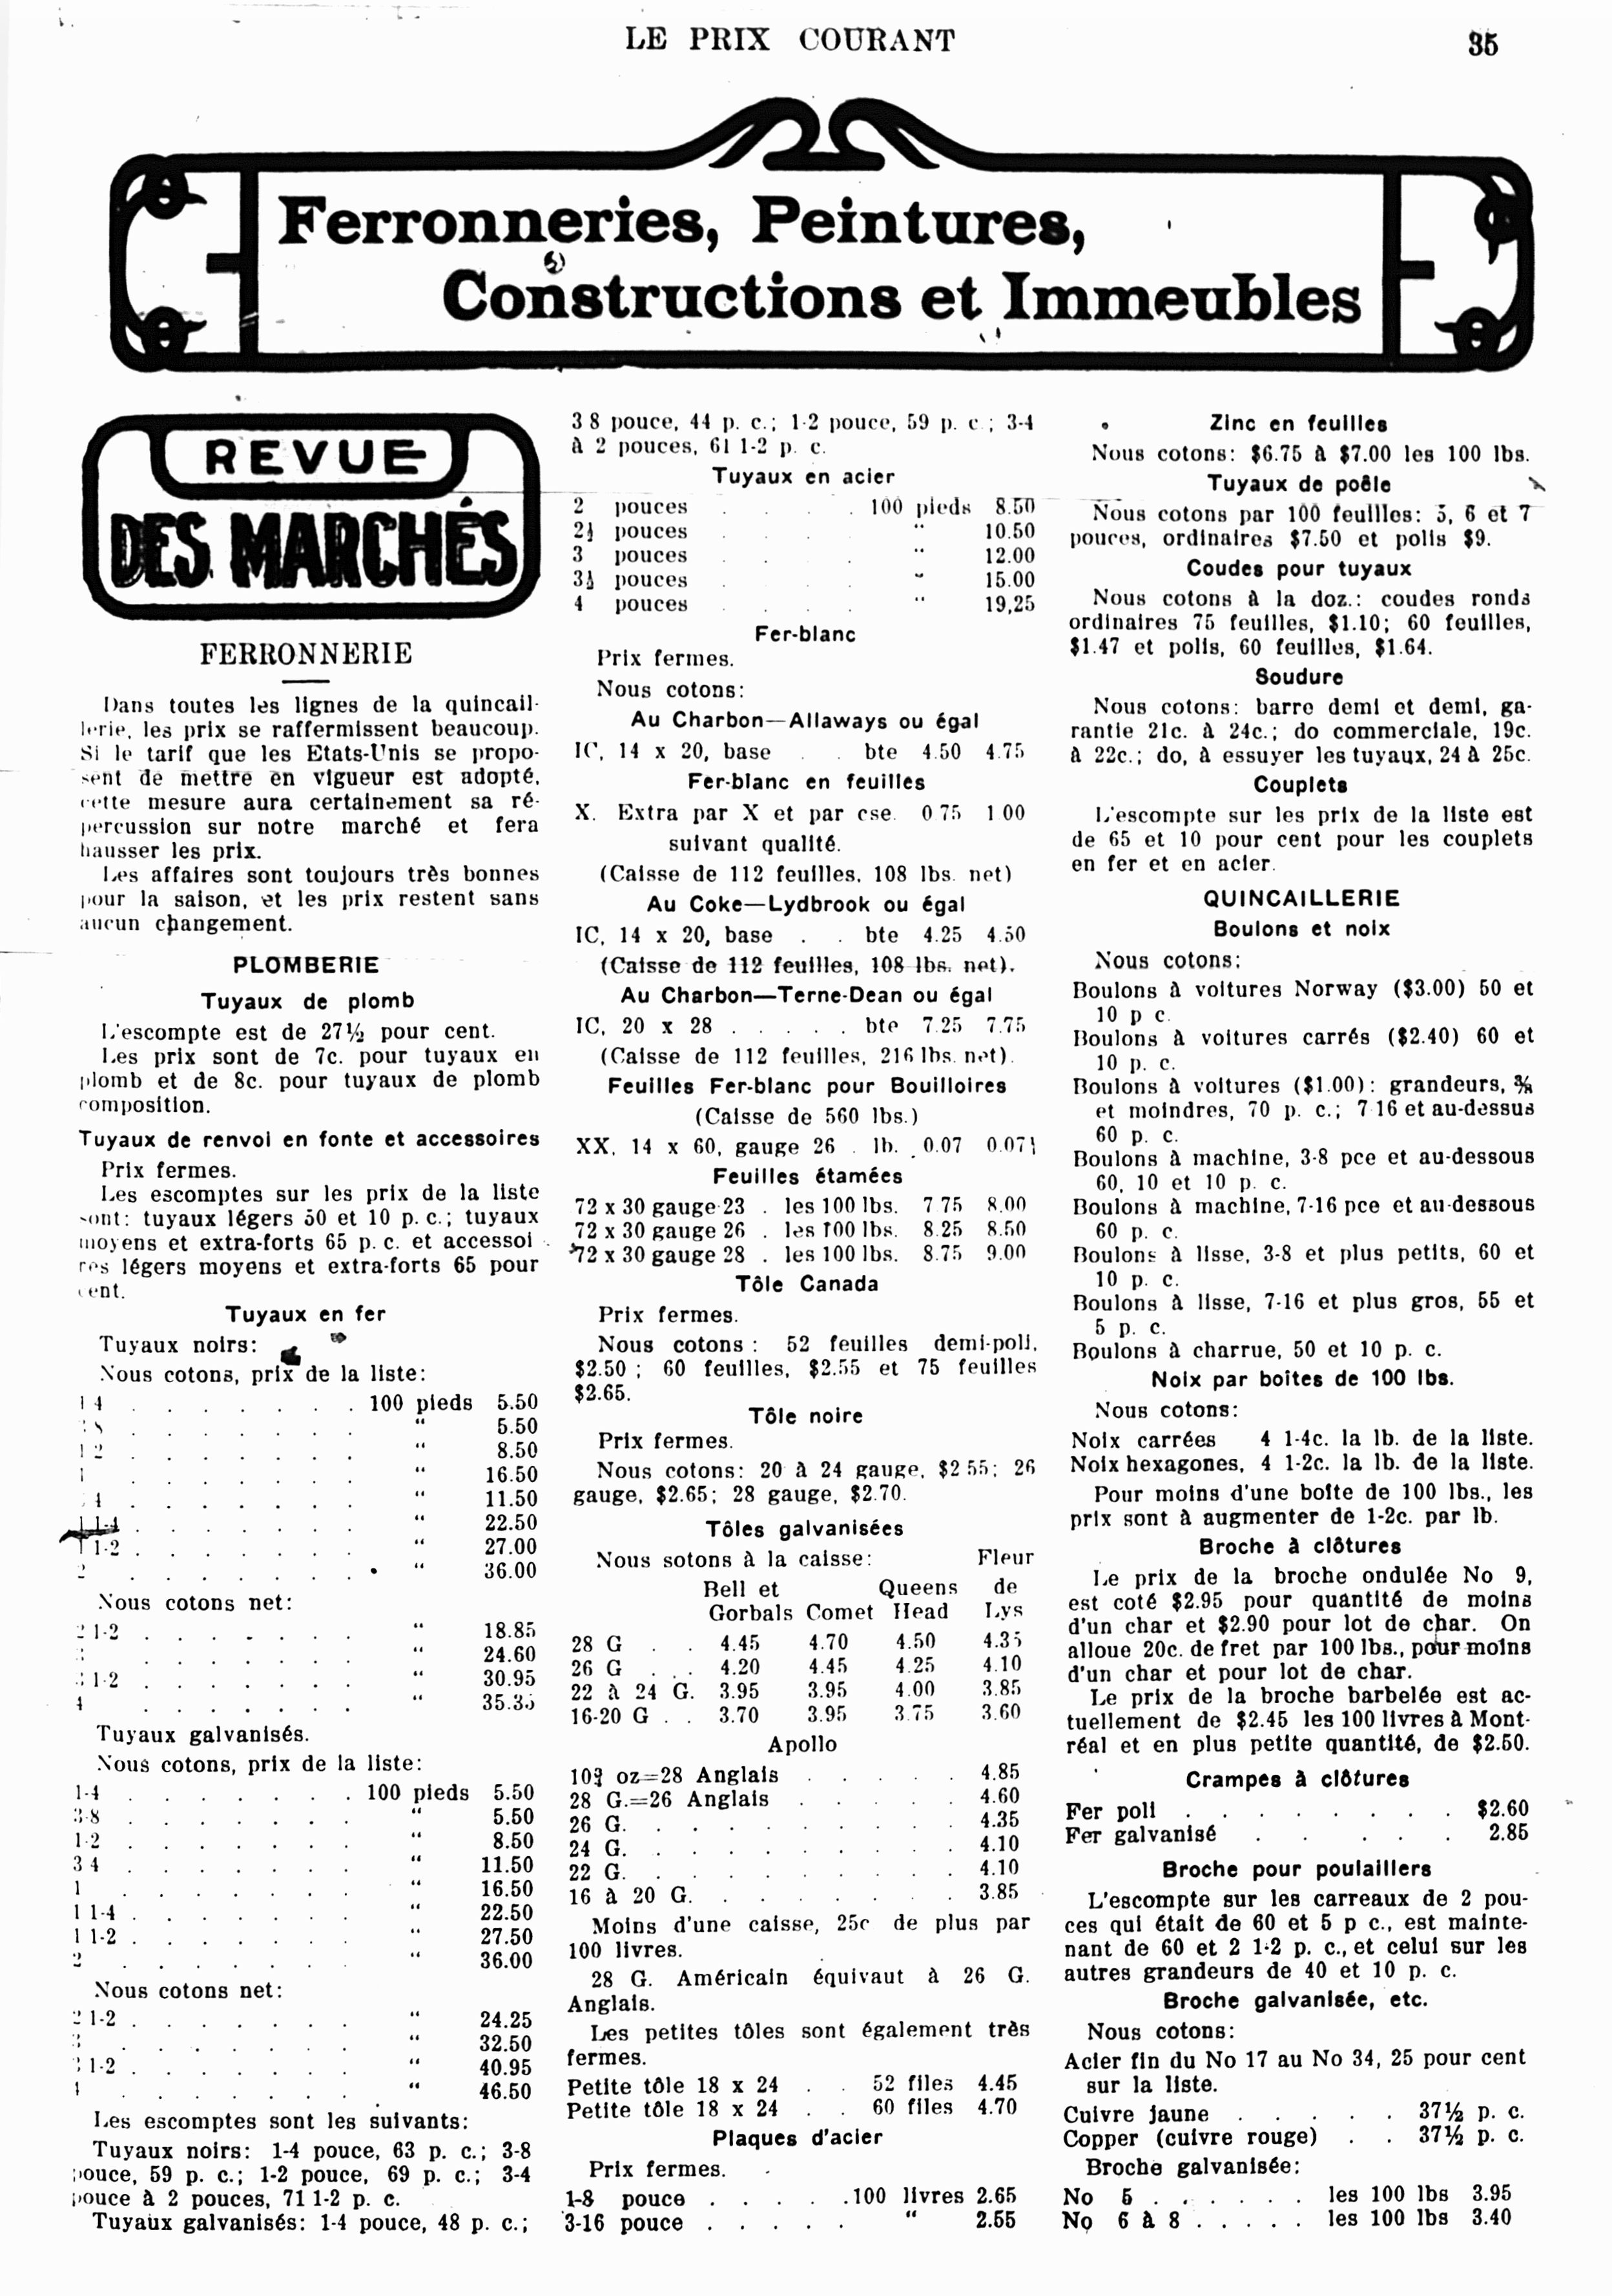 LE PRIX COURANT
35
Ferronneries, Peintures,
Constructions et Immeubles
REVUE
DES MARCHÉS
FERRONNERIE
Dans toutes les lignes de la quincail-
lerie, les prix se raffermissent beaucoup.
Si le tarif que les Etats-Unis se propo-
sent de mettre en vigueur est adopté,
cette mesure aura certainement sa ré-
percussion sur notre marché et fera
hausser les prix.
Les affaires sont toujours très bonnes
pour la saison, et les prix restent sans
aucun changement.
PLOMBERIE
Tuyaux de plomb
L'escompte est de 27½ pour cent.
Les prix sont de 7c. pour tuyaux en
plomb et de 8c. pour tuyaux de plomb
composition.
Tuyaux de renvoi en fonte et accessoires
Prix fermes.
Les escomptes sur les prix de la liste
sont: tuyaux légers 50 et 10 p. c.; tuyaux
moyens et extra-forts 65 p. c. et accessoi
res légers moyens et extra-forts 65 pour
cent.
Tuyaux en fer
Tuyaux noirs:
Nous cotons, prix de la liste:
1 4 . . . . . . . 100 pieds 5.50
3 8 . . . . . . . " 5.50
1 2 . . . . . . . " 8.50
1 . . . . . . . " 16.50
4 . . . . . . . " 11.50
1 1-4 . . . . . . . " 22.50
1 1-2 . . . . . . . " 27.00
2 . . . . . . . " 36.00
Nous cotons net:
2 1-2 . . . . . . . " 18.85
3 . . . . . . . " 24.60
3 1-2 . . . . . . . " 30.95
4 . . . . . . . " 35.35
Tuyaux galvanisés.
Nous cotons, prix de la liste:
1-4 . . . . . . . 100 pieds 5.50
3-8 . . . . . . . " 5.50
1-2 . . . . . . . " 8.50
3 4 . . . . . . . " 11.50
1 . . . . . . . " 16.50
1 1-4 . . . . . . . " 22.50
1 1-2 . . . . . . . " 27.50
2 . . . . . . . " 36.00
Nous cotons net:
2 1-2 . . . . . . . " 24.25
3 . . . . . . . " 32.50
3 1-2 . . . . . . . " 40.95
4 . . . . . . . " 46.50
Les escomptes sont les suivants:
Tuyaux noirs: 1-4 pouce, 63 p. c.; 3-8
pouce, 59 p. c.; 1-2 pouce, 69 p. c.; 3-4
pouce à 2 pouces, 71 1-2 p. c.
Tuyaux galvanisés: 1-4 pouce, 48 p. c.;
3 8 pouce, 44 p. c.; 1-2 pouce, 59 p. c.; 3-4
à 2 pouces, 61 1-2 p. c.
Tuyaux en acier
2 pouces . . . . 100 pieds 8.50
2½ pouces . . . " 10.50
3 pouces . . . " 12.00
3½ pouces . . . " 15.00
4 pouces . . . . " 19,25
Fer-blanc
Prix fermes.
Nous cotons:
Au Charbon—Allaways ou égal
IC, 14 x 20, base . . bte 4.50 4.75
Fer-blanc en feuilles
X. Extra par X et par cse. 0 75 1 00
suivant qualité.
(Caisse de 112 feuilles, 108 lbs. net)
Au Coke—Lydbrook ou égal
IC, 14 x 20, base . . bte 4.25 4.50
(Caisse de 112 feuilles, 108 lbs. net).
Au Charbon—Terne-Dean ou égal
IC, 20 x 28 . . . . . bte 7.25 7.75
(Caisse de 112 feuilles, 216 lbs. net).
Feuilles Fer-blanc pour Bouilloires
(Caisse de 560 lbs.)
XX, 14 x 60, gauge 26 . lb. . 0.07 0.07½
Feuilles étamées
72 x 30 gauge 23 . les 100 lbs. 7 75 8.00
72 x 30 gauge 26 . les 100 lbs. 8.25 8.50
72 x 30 gauge 28 . les 100 lbs. 8.75 9.00
Tôle Canada
Prix fermes.
Nous cotons : 52 feuilles demi-poli,
$2.50 ; 60 feuilles, $2.55 et 75 feuilles
$2.65.
Tôle noire
Prix fermes.
Nous cotons: 20 à 24 gauge, $2 55; 26
gauge, $2.65; 28 gauge, $2.70.
Tôles galvanisées
Nous sotons à la caisse: Fleur
Bell et Queens de
Gorbals Comet Head Lys
28 G . . 4.45 4.70 4.50 4.35
26 G . . . 4.20 4.45 4.25 4.10
22 à 24 G. 3.95 3.95 4.00 3.85
16-20 G . . 3.70 3.95 3.75 3.60
Apollo
10¾ oz=28 Anglais . . . . . 4.85
28 G.=26 Anglais . . . . . 4.60
26 G. . . . . . . . . . 4.35
24 G. . . . . . . . . . 4.10
22 G. . . . . . . . . . 4.10
16 à 20 G. . . . . . . . 3.85
Moins d'une caisse, 25c de plus par
100 livres.
28 G. Américain équivaut à 26 G.
Anglais.
Les petites tôles sont également très
fermes.
Petite tôle 18 x 24 . . 52 files 4.45
Petite tôle 18 x 24 . . 60 files 4.70
Plaques d'acier
Prix fermes.
1-8 pouce . . . . . .100 livres 2.65
3-16 pouce . . . . . " 2.55
Zinc en feuilles
Nous cotons: $6.75 à $7.00 les 100 lbs.
Tuyaux de poêle
Nous cotons par 100 feuilles: 5, 6 et 7
pouces, ordinaires $7.50 et polis $9.
Coudes pour tuyaux
Nous cotons à la doz.: coudes ronds
ordinaires 75 feuilles, $1.10; 60 feuilles,
$1.47 et polis, 60 feuilles, $1.64.
Soudure
Nous cotons: barre demi et demi, ga-
rantie 21c. à 24c.; do commerciale, 19c.
à 22c.; do, à essuyer les tuyaux, 24 à 25c.
Couplets
L'escompte sur les prix de la liste est
de 65 et 10 pour cent pour les couplets
en fer et en acier.
QUINCAILLERIE
Boulons et noix
Nous cotons:
Boulons à voitures Norway ($3.00) 50 et
10 p c.
Boulons à voitures carrés ($2.40) 60 et
10 p. c.
Boulons à voitures ($1.00): grandeurs, ⅜
et moindres, 70 p. c.; 7 16 et au-dessus
60 p. c.
Boulons à machine, 3-8 pce et au-dessous
60, 10 et 10 p. c.
Boulons à machine, 7-16 pce et au-dessous
60 p. c.
Boulons à lisse, 3-8 et plus petits, 60 et
10 p. c.
Boulons à lisse, 7-16 et plus gros, 55 et
5 p. c.
Boulons à charrue, 50 et 10 p. c.
Noix par boîtes de 100 lbs.
Nous cotons:
Noix carrées 4 1-4c. la lb. de la liste.
Noix hexagones, 4 1-2c. la lb. de la liste.
Pour moins d'une boîte de 100 lbs., les
prix sont à augmenter de 1-2c. par lb.
Broche à clôtures
Le prix de la broche ondulée No 9,
est coté $2.95 pour quantité de moins
d'un char et $2.90 pour lot de char. On
alloue 20c. de fret par 100 lbs., pour moins
d'un char et pour lot de char.
Le prix de la broche barbelée est ac-
tuellement de $2.45 les 100 livres à Mont-
réal et en plus petite quantité, de $2.50.
Crampes à clôtures
Fer poli . . . . . . . . $2.60
Fer galvanisé . . . . . 2.85
Broche pour poulaillers
L'escompte sur les carreaux de 2 pou-
ces qui était de 60 et 5 p c., est mainte-
nant de 60 et 2 1-2 p. c., et celui sur les
autres grandeurs de 40 et 10 p. c.
Broche galvanisée, etc.
Nous cotons:
Acier fin du No 17 au No 34, 25 pour cent
sur la liste.
Cuivre jaune . . . . . 37½ p. c.
Copper (cuivre rouge) . . 37½ p. c.
Broche galvanisée:
No 5 . . . . . . les 100 lbs 3.95
No 6 à 8 . . . . . les 100 lbs 3.40